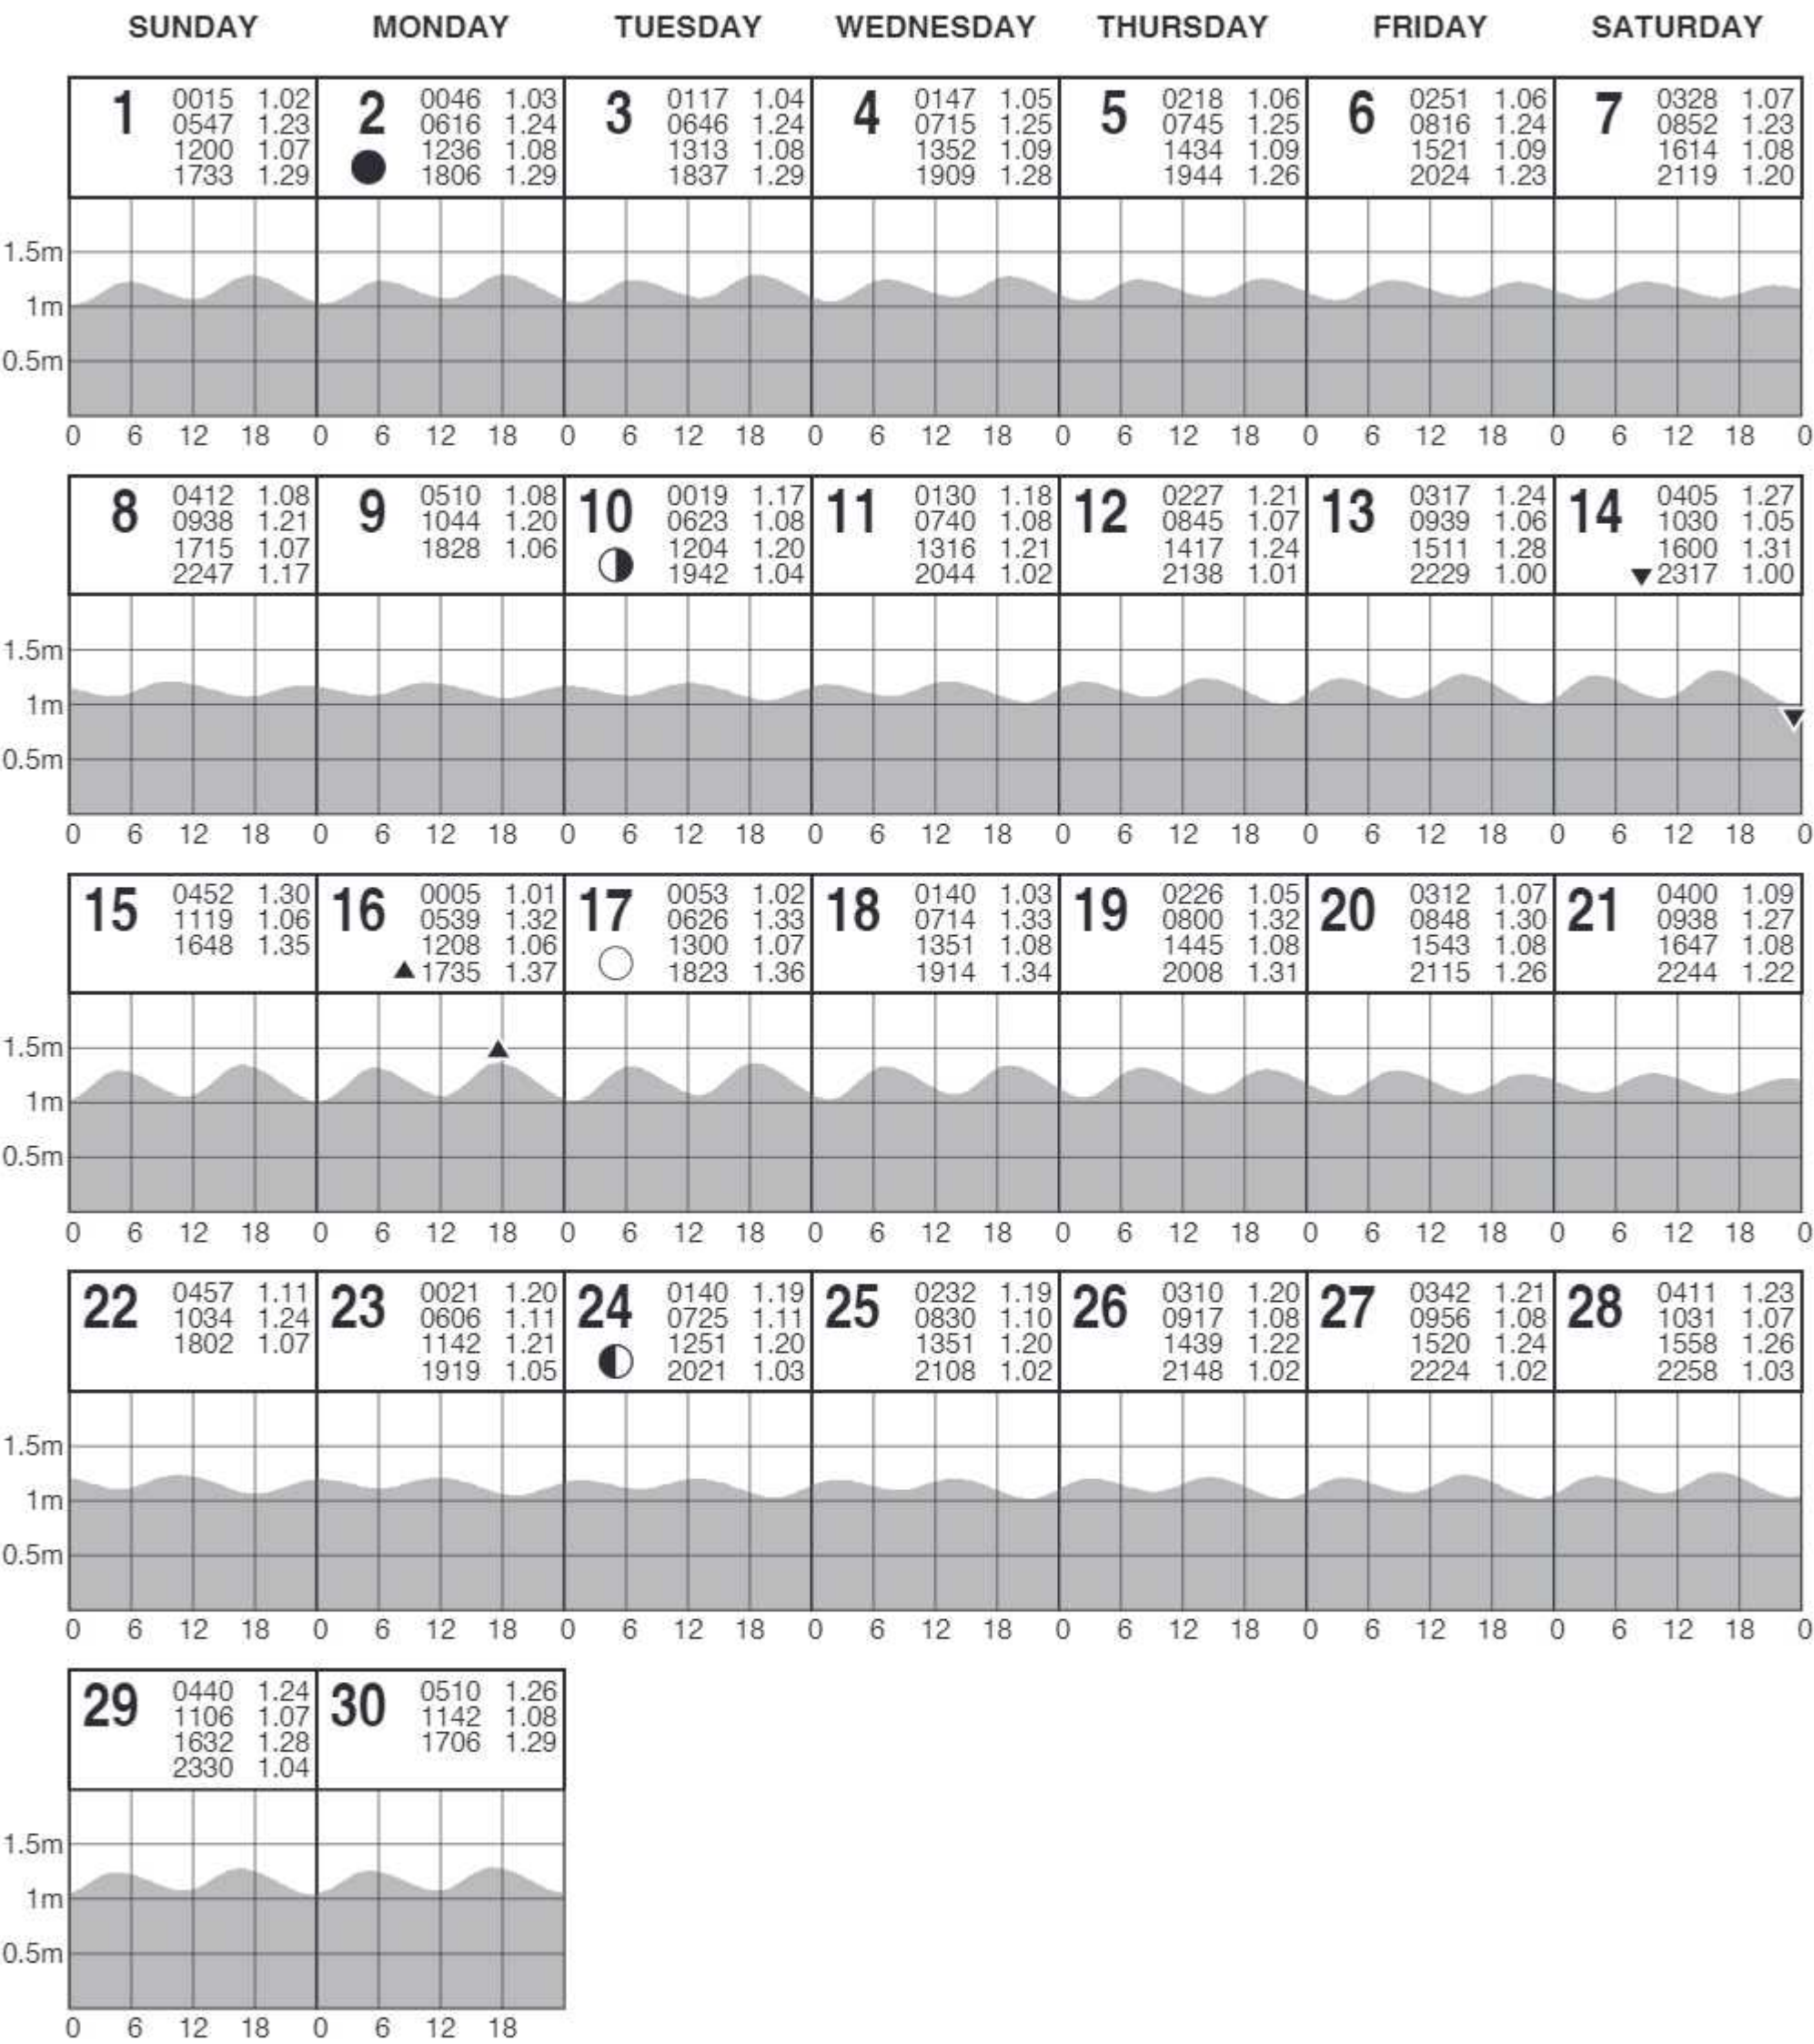 SUNDAY MONDAY TUESDAY WEDNESDAY THURSDAY FRIDAY SATURDAY
1 0015 1.02
0547 1.23
1200 1.07
1733 1.29
2 0046 1.03
0616 1.24
1236 1.08
1806 1.29
3 0117 1.04
0646 1.24
1313 1.08
1837 1.29
4 0147 1.05
0715 1.25
1352 1.09
1909 1.28
5 0218 1.06
0745 1.25
1434 1.09
1944 1.26
6 0251 1.06
0816 1.24
1521 1.09
2024 1.23
7 0328 1.07
0852 1.23
1614 1.08
2119 1.20
1.5m
1m
0.5m
0 6 12 18 0 6 12 18 0 6 12 18 0 6 12 18 0 6 12 18 0 6 12 18 0 6 12 18 0
8 0412 1.08
0938 1.21
1715 1.07
2247 1.17
9 0510 1.08
1044 1.20
1828 1.06
10 0019 1.17
0623 1.08
1204 1.20
1942 1.04
11 0130 1.18
0740 1.08
1316 1.21
2044 1.02
12 0227 1.21
0845 1.07
1417 1.24
2138 1.01
13 0317 1.24
0939 1.06
1511 1.28
2229 1.00
14 0405 1.27
1030 1.05
1600 1.31
▼2317 1.00
1.5m
1m
0.5m
0 6 12 18 0 6 12 18 0 6 12 18 0 6 12 18 0 6 12 18 0 6 12 18 0 6 12 18 0
15 0452 1.30
1119 1.06
1648 1.35
16 0005 1.01
0539 1.32
1208 1.06
▲1735 1.37
17 0053 1.02
0626 1.33
1300 1.07
1823 1.36
18 0140 1.03
0714 1.33
1351 1.08
1914 1.34
19 0226 1.05
0800 1.32
1445 1.08
2008 1.31
20 0312 1.07
0848 1.30
1543 1.08
2115 1.26
21 0400 1.09
0938 1.27
1647 1.08
2244 1.22
1.5m
1m
0.5m
0 6 12 18 0 6 12 18 0 6 12 18 0 6 12 18 0 6 12 18 0 6 12 18 0 6 12 18 0
22 0457 1.11
1034 1.24
1802 1.07
23 0021 1.20
0606 1.11
1142 1.21
1919 1.05
24 0140 1.19
0725 1.11
1251 1.20
2021 1.03
25 0232 1.19
0830 1.10
1351 1.20
2108 1.02
26 0310 1.20
0917 1.08
1439 1.22
2148 1.02
27 0342 1.21
0956 1.08
1520 1.24
2224 1.02
28 0411 1.23
1031 1.07
1558 1.26
2258 1.03
1.5m
1m
0.5m
0 6 12 18 0 6 12 18 0 6 12 18 0 6 12 18 0 6 12 18 0 6 12 18 0 6 12 18 0
29 0440 1.24
1106 1.07
1632 1.28
2330 1.04
30 0510 1.26
1142 1.08
1706 1.29
1.5m
1m
0.5m
0 6 12 18 0 6 12 18